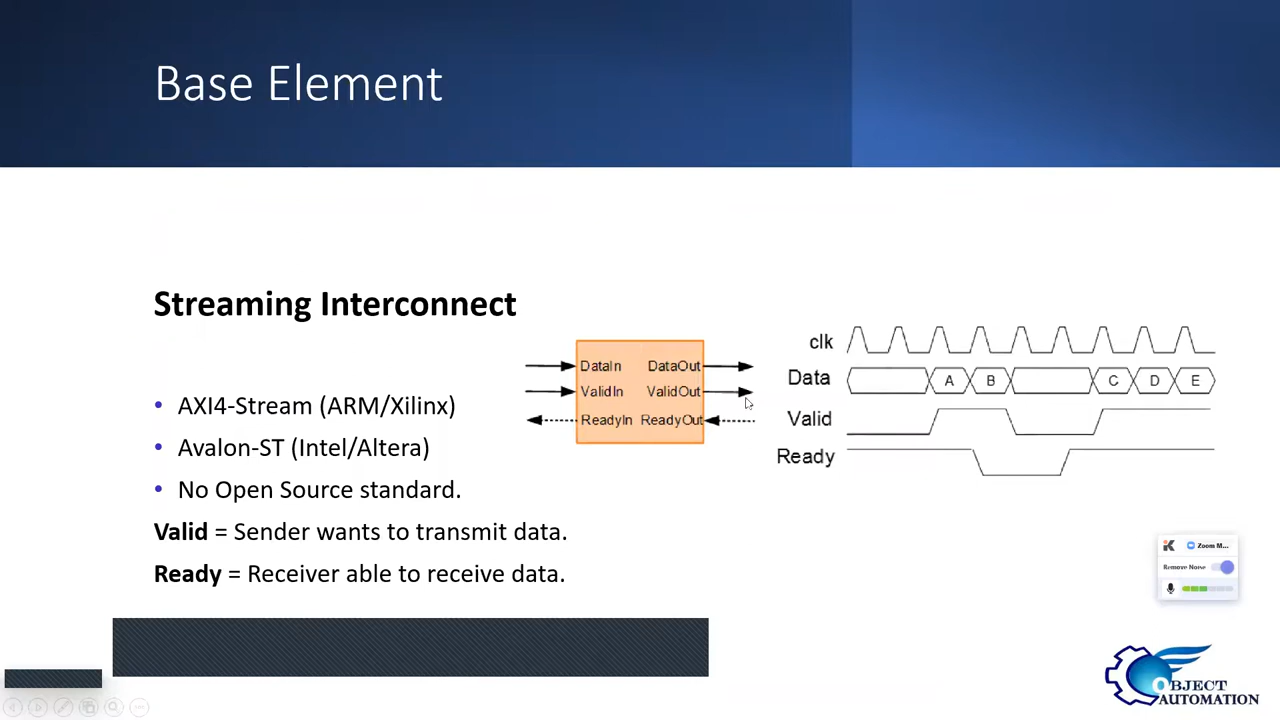 Base Element
Streaming Interconnect
• AXI4-Stream (ARM/Xilinx)
• Avalon-ST (Intel/Altera)
• No Open Source standard.
Valid = Sender wants to transmit data.
Ready = Receiver able to receive data.
DataIn DataOut
ValidIn ValidOut
ReadyIn ReadyOut
clk
Data A B C D E
Valid
Ready
Zoom M...
Remove Noise
OBJECT
AUTOMATION